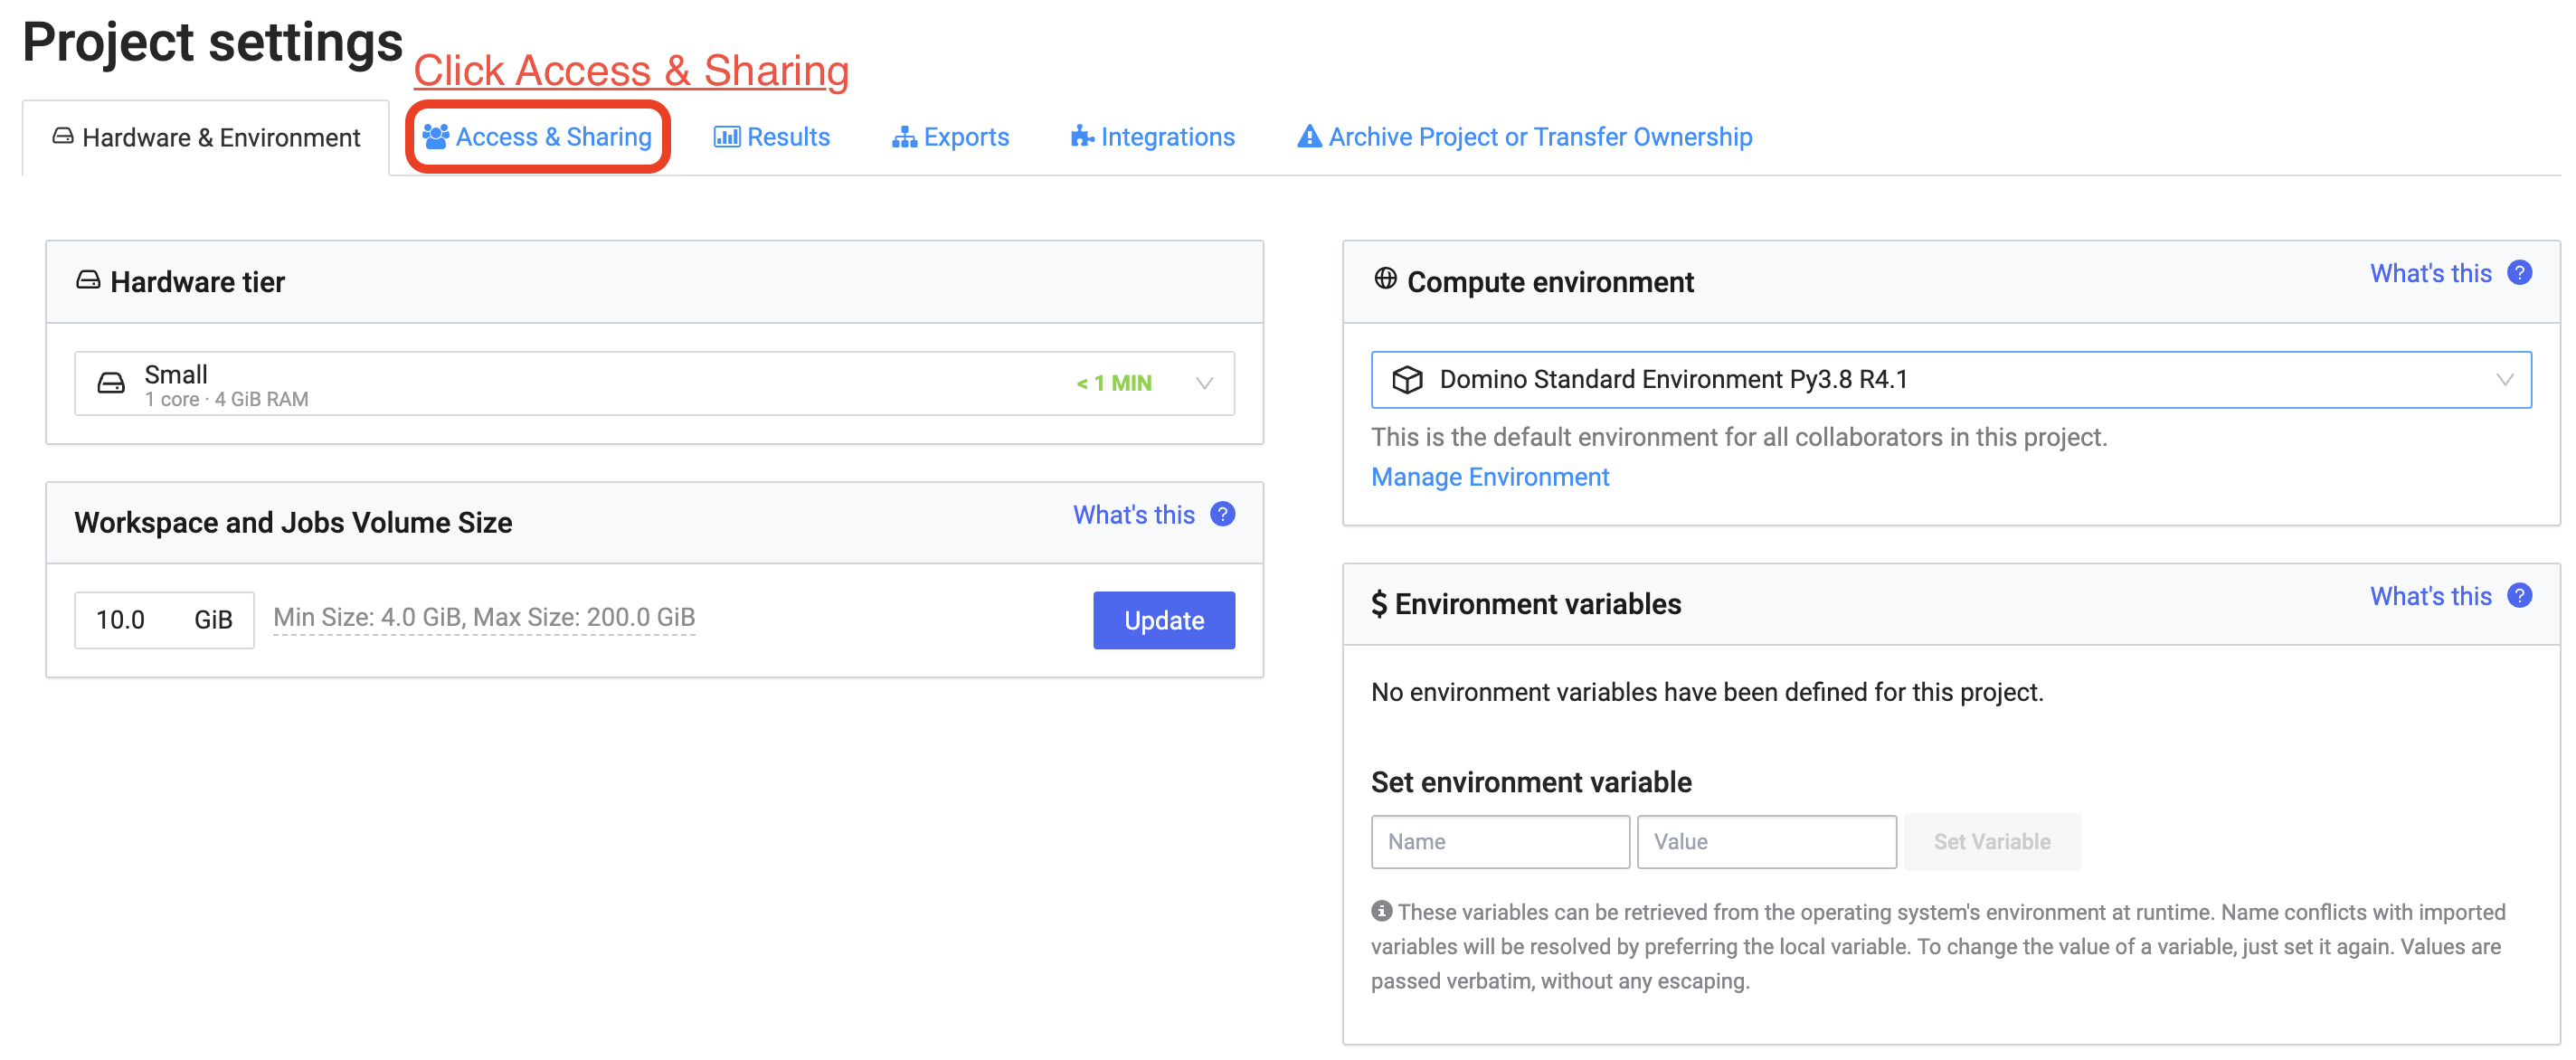 Project settings
Click Access & Sharing
Hardware & Environment
Access & Sharing
Results
Exports
Integrations
Archive Project or Transfer Ownership
Hardware tier
Small
1 core · 4 GiB RAM
< 1 MIN
Workspace and Jobs Volume Size
What's this ?
10.0 GiB
Min Size: 4.0 GiB, Max Size: 200.0 GiB
Update
Compute environment
What's this ?
Domino Standard Environment Py3.8 R4.1
This is the default environment for all collaborators in this project.
Manage Environment
$ Environment variables
What's this ?
No environment variables have been defined for this project.
Set environment variable
Name
Value
Set Variable
These variables can be retrieved from the operating system's environment at runtime. Name conflicts with imported
variables will be resolved by preferring the local variable. To change the value of a variable, just set it again. Values are
passed verbatim, without any escaping.